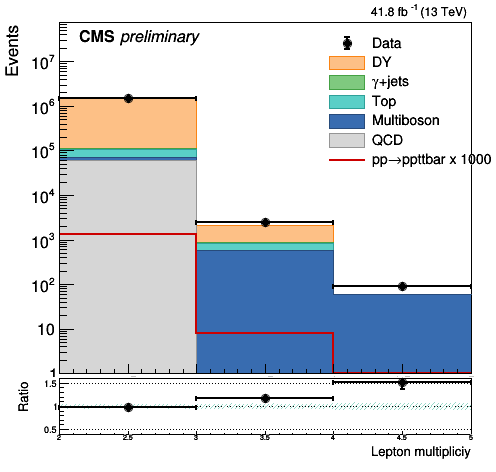 41.8 fb⁻¹ (13 TeV)
CMS preliminary
Events
Data
DY
γ+jets
Top
Multiboson
QCD
pp→ppttbar x 1000
10⁷
10⁶
10⁵
10⁴
10³
10²
10
1
Ratio
1.5
1
0.5
2 2.5 3 3.5 4 4.5 5
Lepton multipliciy